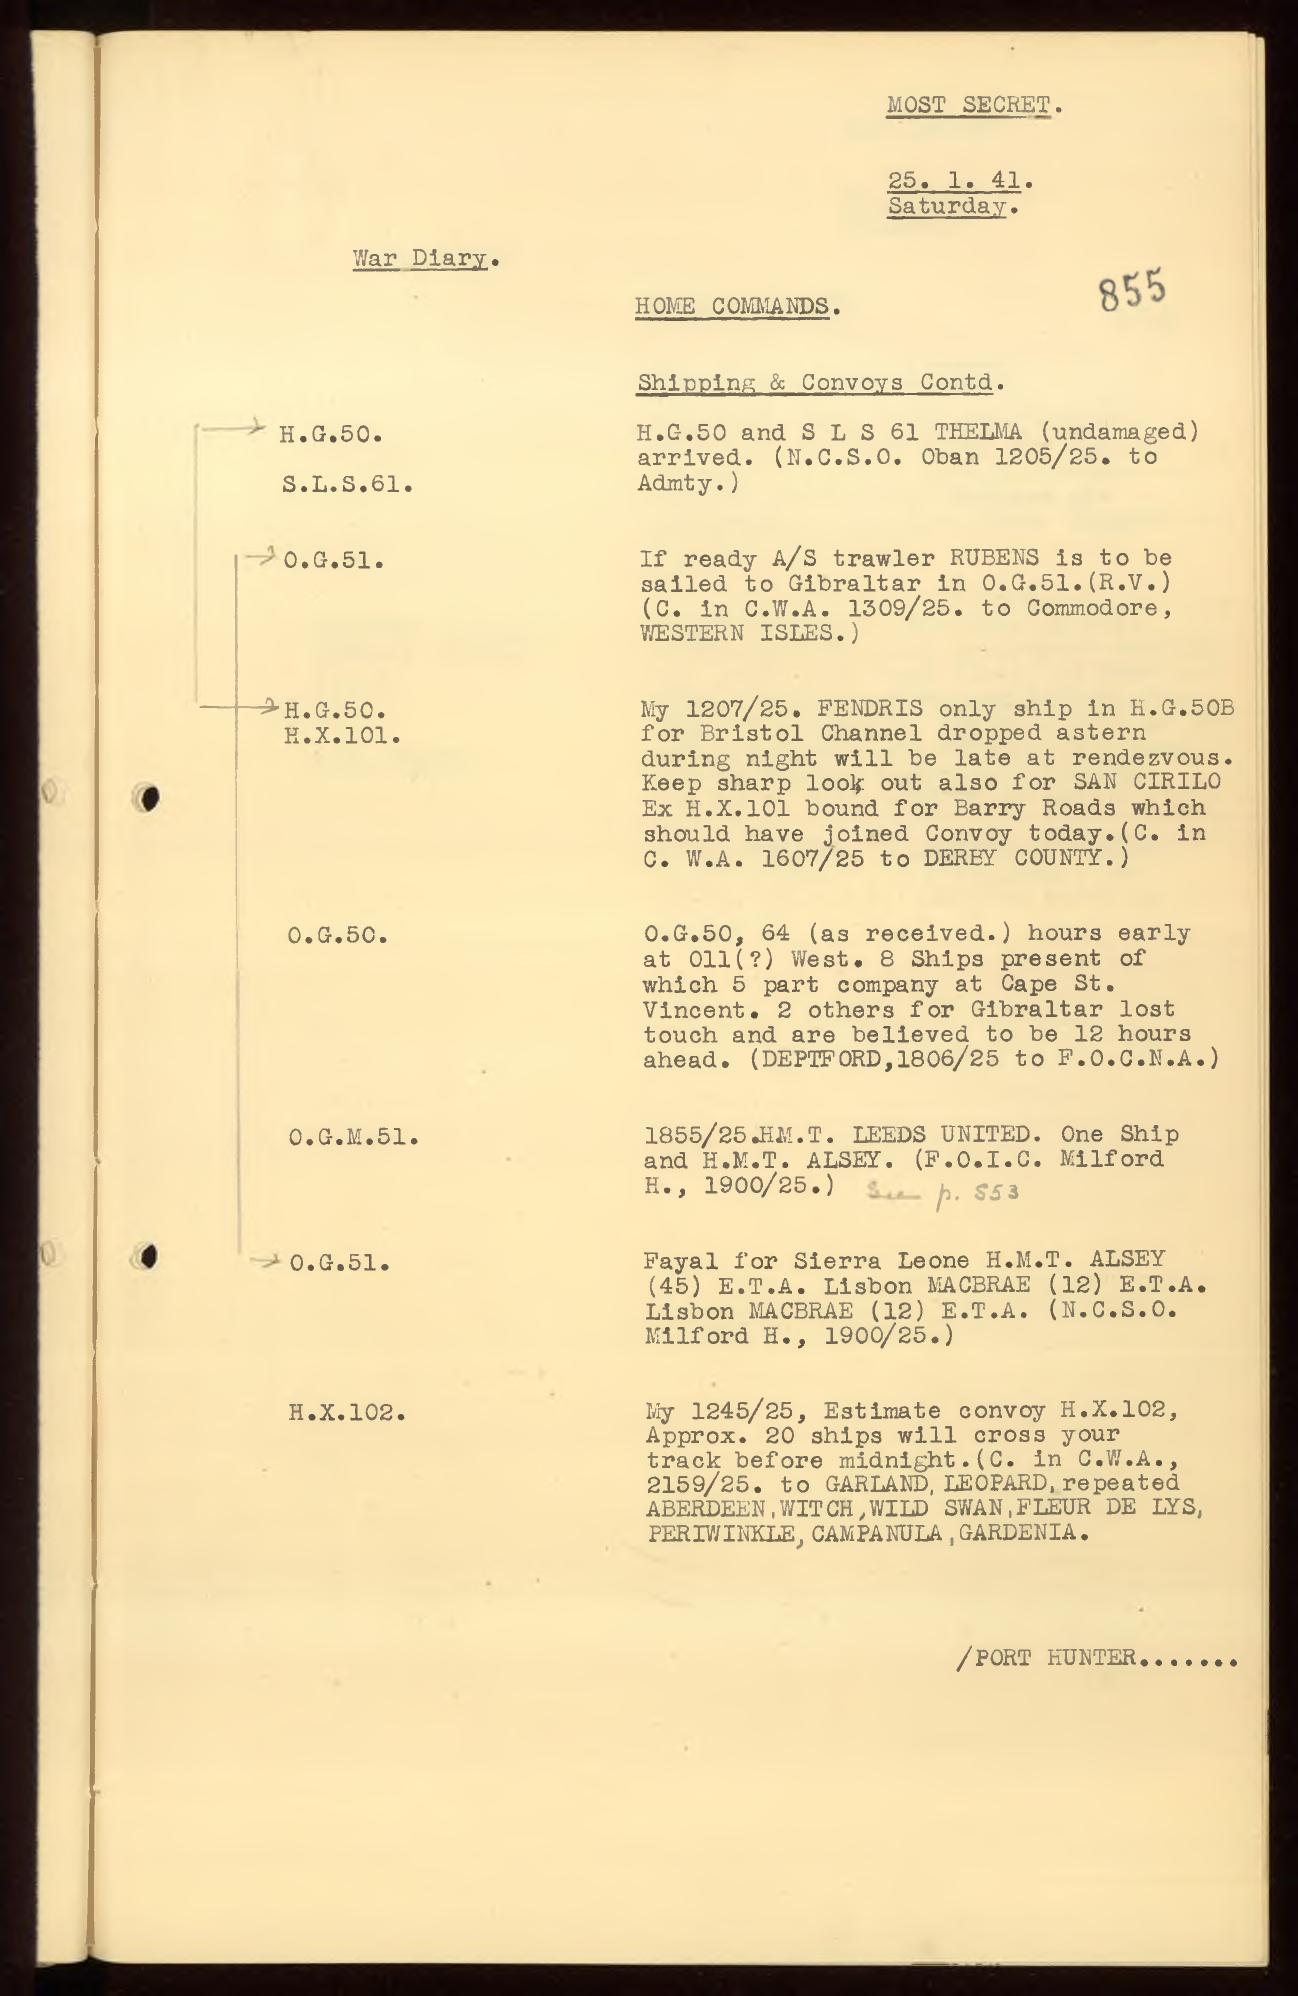 MOST SECRET.
25. 1. 41.
Saturday.
War Diary.
855
HOME COMMANDS.
Shipping & Convoys Contd.
H.G.50.
S.L.S.61.
H.G.50 and S L S 61 THELMA (undamaged)
arrived. (N.C.S.O. Oban 1205/25. to
Admty.)
O.G.51.
If ready A/S trawler RUBENS is to be
sailed to Gibraltar in O.G.51.(R.V.)
(C. in C.W.A. 1309/25. to Commodore,
WESTERN ISLES.)
H.G.50.
H.X.101.
My 1207/25. FENDRIS only ship in H.G.50B
for Bristol Channel dropped astern
during night will be late at rendezvous.
Keep sharp look out also for SAN CIRILO
Ex H.X.101 bound for Barry Roads which
should have joined Convoy today.(C. in
C. W.A. 1607/25 to DERBY COUNTY.)
O.G.50.
O.G.50, 64 (as received.) hours early
at 011(?) West. 8 Ships present of
which 5 part company at Cape St.
Vincent. 2 others for Gibraltar lost
touch and are believed to be 12 hours
ahead. (DEPTFORD,1806/25 to F.O.C.N.A.)
O.G.M.51.
1855/25.H.M.T. LEEDS UNITED. One Ship
and H.M.T. ALSEY. (F.O.I.C. Milford
H., 1900/25.) See p. 853
O.G.51.
Fayal for Sierra Leone H.M.T. ALSEY
(45) E.T.A. Lisbon MACBRAE (12) E.T.A.
Lisbon MACBRAE (12) E.T.A. (N.C.S.O.
Milford H., 1900/25.)
H.X.102.
My 1245/25, Estimate convoy H.X.102,
Approx. 20 ships will cross your
track before midnight.(C. in C.W.A.,
2159/25. to GARLAND, LEOPARD, repeated
ABERDEEN,WITCH,WILD SWAN,FLEUR DE LYS,
PERIWINKLE, CAMPANULA,GARDENIA.
/PORT HUNTER.......